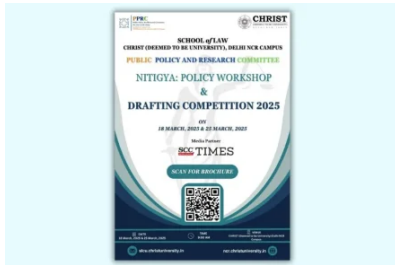 PPRC
CHRIST
SCHOOL of LAW
CHRIST (DEEMED TO BE UNIVERSITY), DELHI NCR CAMPUS
PUBLIC POLICY AND RESEARCH COMMITTEE
NITIGYA: POLICY WORKSHOP
&
DRAFTING COMPETITION 2025
ON
18 MARCH, 2025 & 25 MARCH, 2025
Media Partner
SCC TIMES
SCAN FOR BROCHURE